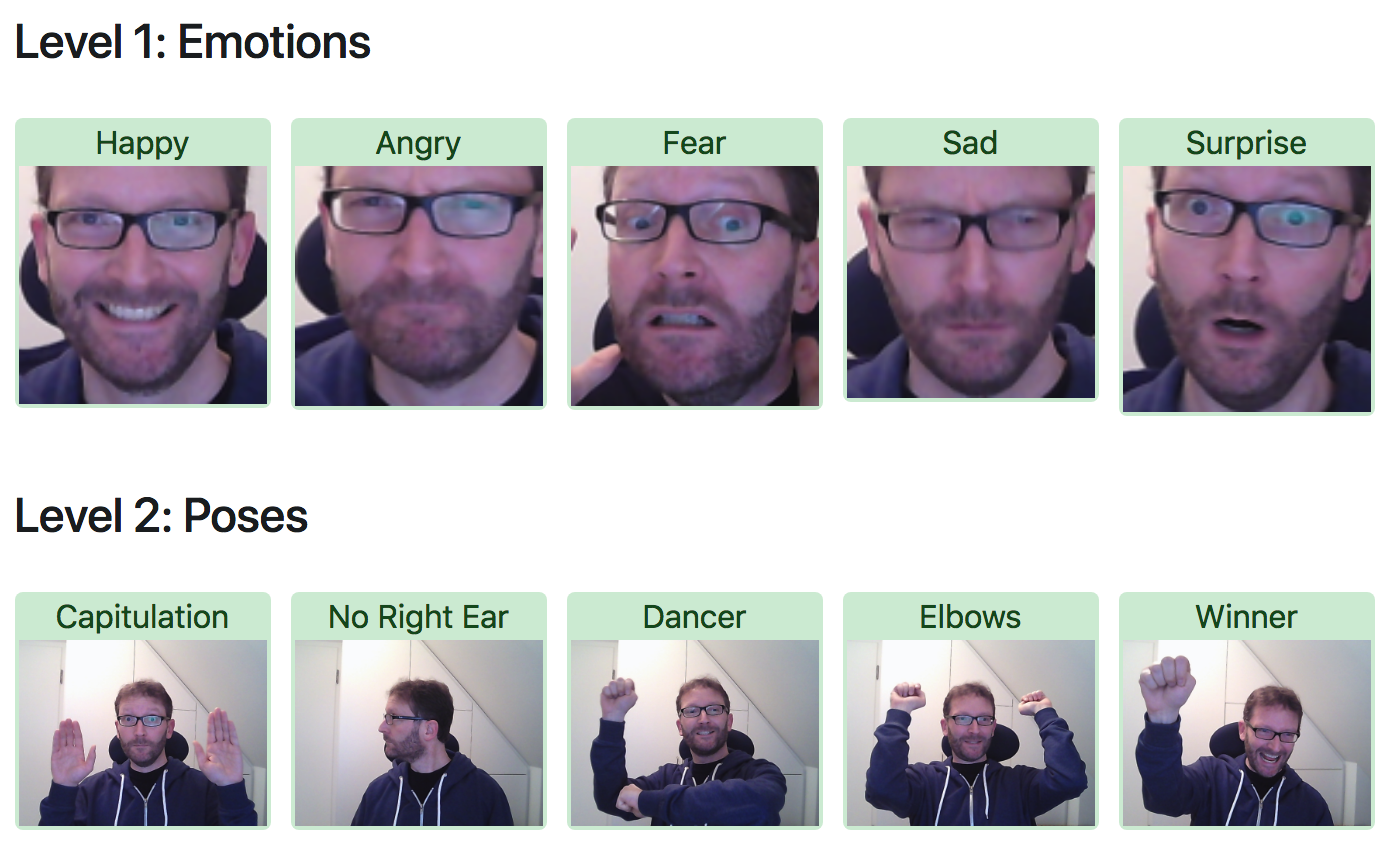 Level 1: Emotions
Happy
Angry
Fear
Sad
Surprise
Level 2: Poses
Capitulation
No Right Ear
Dancer
Elbows
Winner